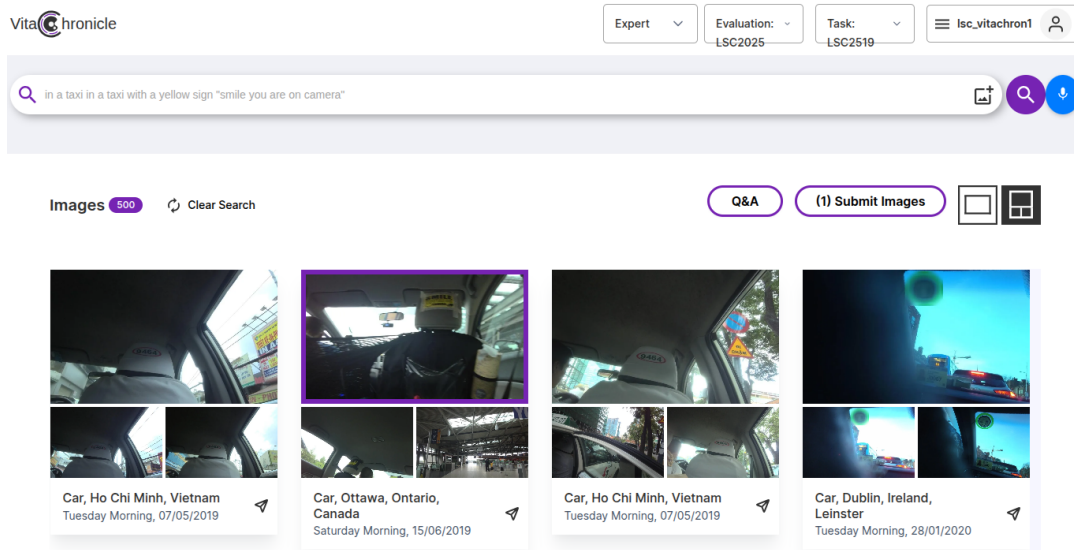 VitaChronicle
Expert
Evaluation:
LSC2025
Task:
LSC2519
lsc_vitachron1
in a taxi in a taxi with a yellow sign "smile you are on camera"
Images 500
Clear Search
Q&A
(1) Submit Images
Car, Ho Chi Minh, Vietnam
Tuesday Morning, 07/05/2019
Car, Ottawa, Ontario,
Canada
Saturday Morning, 15/06/2019
Car, Ho Chi Minh, Vietnam
Tuesday Morning, 07/05/2019
Car, Dublin, Ireland,
Leinster
Tuesday Morning, 28/01/2020